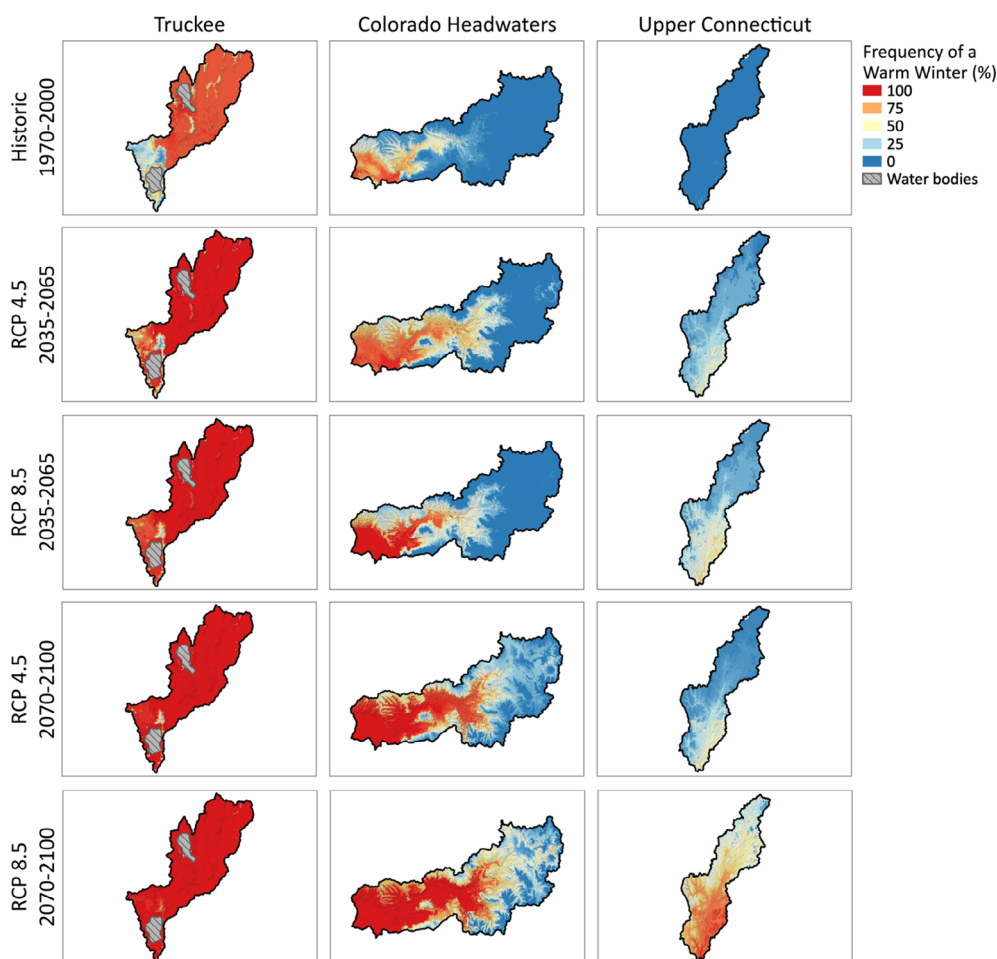 Truckee
Colorado Headwaters
Upper Connecticut
Frequency of a
Warm Winter (%)
100
75
50
25
0
Water bodies
Historic
1970-2000
RCP 4.5
2035-2065
RCP 8.5
2035-2065
RCP 4.5
2070-2100
RCP 8.5
2070-2100